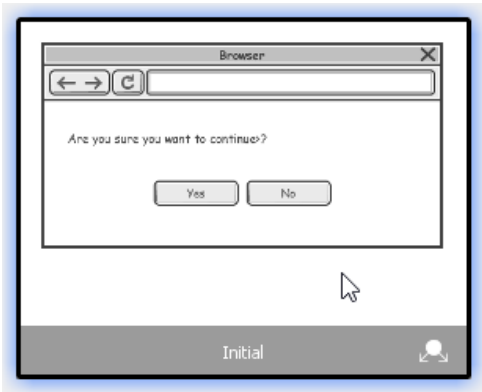 Browser
Are you sure you want to continue>?
Yes
No
Initial